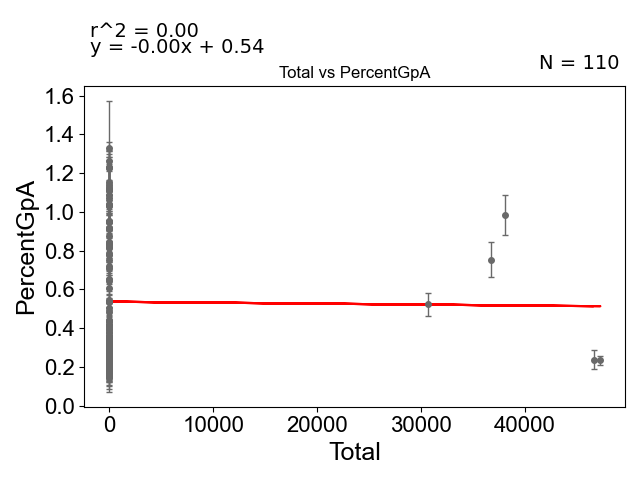 r^2 = 0.00
y = -0.00x + 0.54
N = 110
Total vs PercentGpA
1.6
1.4
1.2
1.0
0.8
0.6
0.4
0.2
0.0
PercentGpA
0 10000 20000 30000 40000
Total